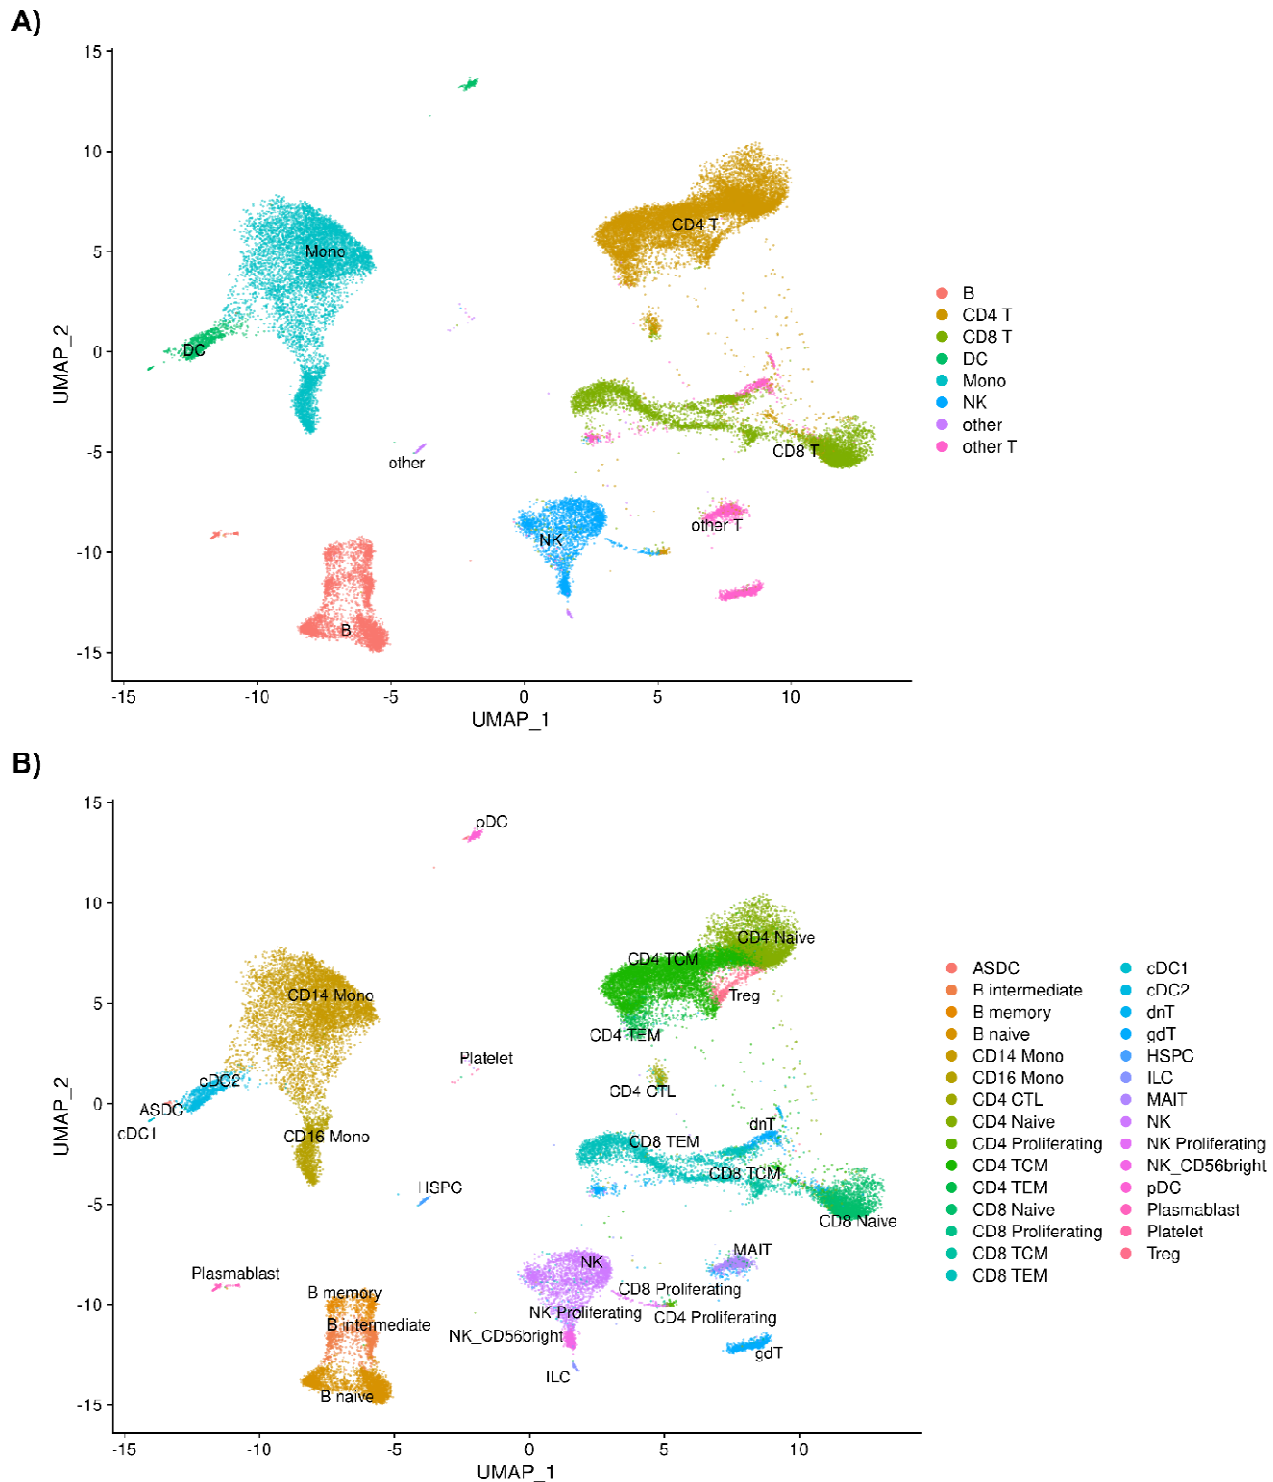 A)
15
10
5
0
-5
-10
-15
UMAP_2
-15
-10
-5
0
5
10
UMAP_1
Mono
DC
CD4 T
CD8 T
other
other T
NK
B
B
CD4 T
CD8 T
DC
Mono
NK
other
other T
B)
15
10
5
0
-5
-10
-15
UMAP_2
-15
-10
-5
0
5
10
UMAP_1
pDC
CD4 Naive
CD4 TCM
CD14 Mono
Treg
CD4 TEM
Platelet
cDC2
CD4 CTL
ASDC
cDC1
dnT
CD16 Mono
CD8 TEM
CD8 TCM
HSPC
CD8 Naive
MAIT
NK
Plasmablast
CD8 Proliferating
B memory
NK Proliferating
CD4 Proliferating
B intermediate
NK_CD56bright
gdT
ILC
B naive
ASDC
B intermediate
B memory
B naive
CD14 Mono
CD16 Mono
CD4 CTL
CD4 Naive
CD4 Proliferating
CD4 TCM
CD4 TEM
CD8 Naive
CD8 Proliferating
CD8 TCM
CD8 TEM
cDC1
cDC2
dnT
gdT
HSPC
ILC
MAIT
NK
NK Proliferating
NK_CD56bright
pDC
Plasmablast
Platelet
Treg